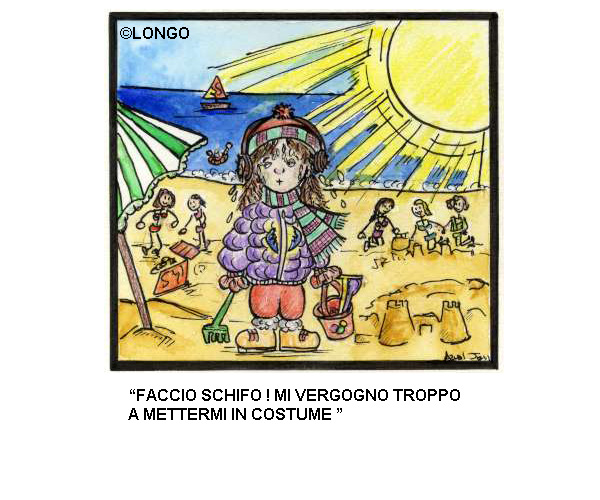 ©LONGO
“FACCIO SCHIFO ! MI VERGOGNO TROPPO
A METTERMI IN COSTUME ”